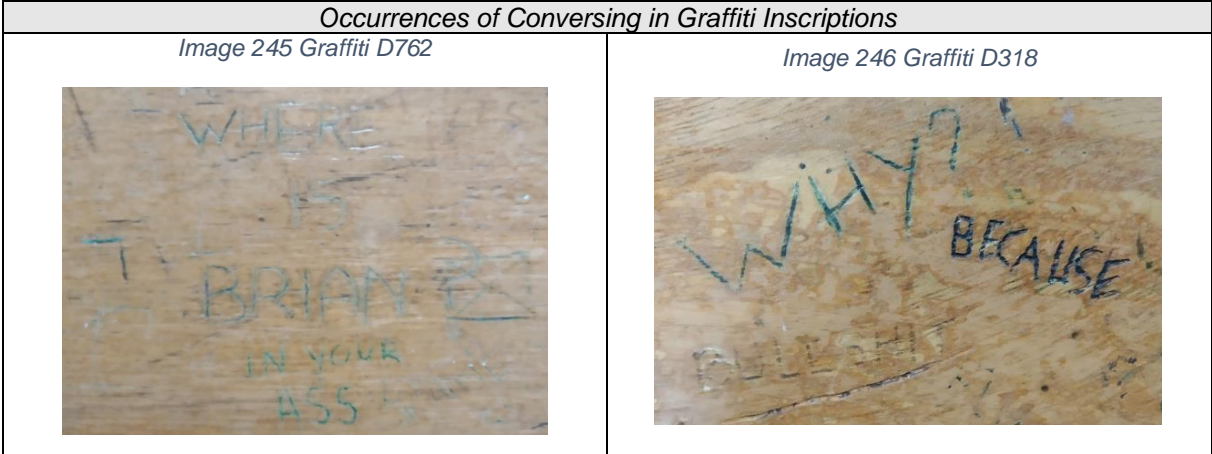 Occurrences of Conversing in Graffiti Inscriptions
Image 245 Graffiti D762
WHERE
IS
BRIAN
IN YOUR
ASS
Image 246 Graffiti D318
WHY?
BECAUSE
BULLSHIT